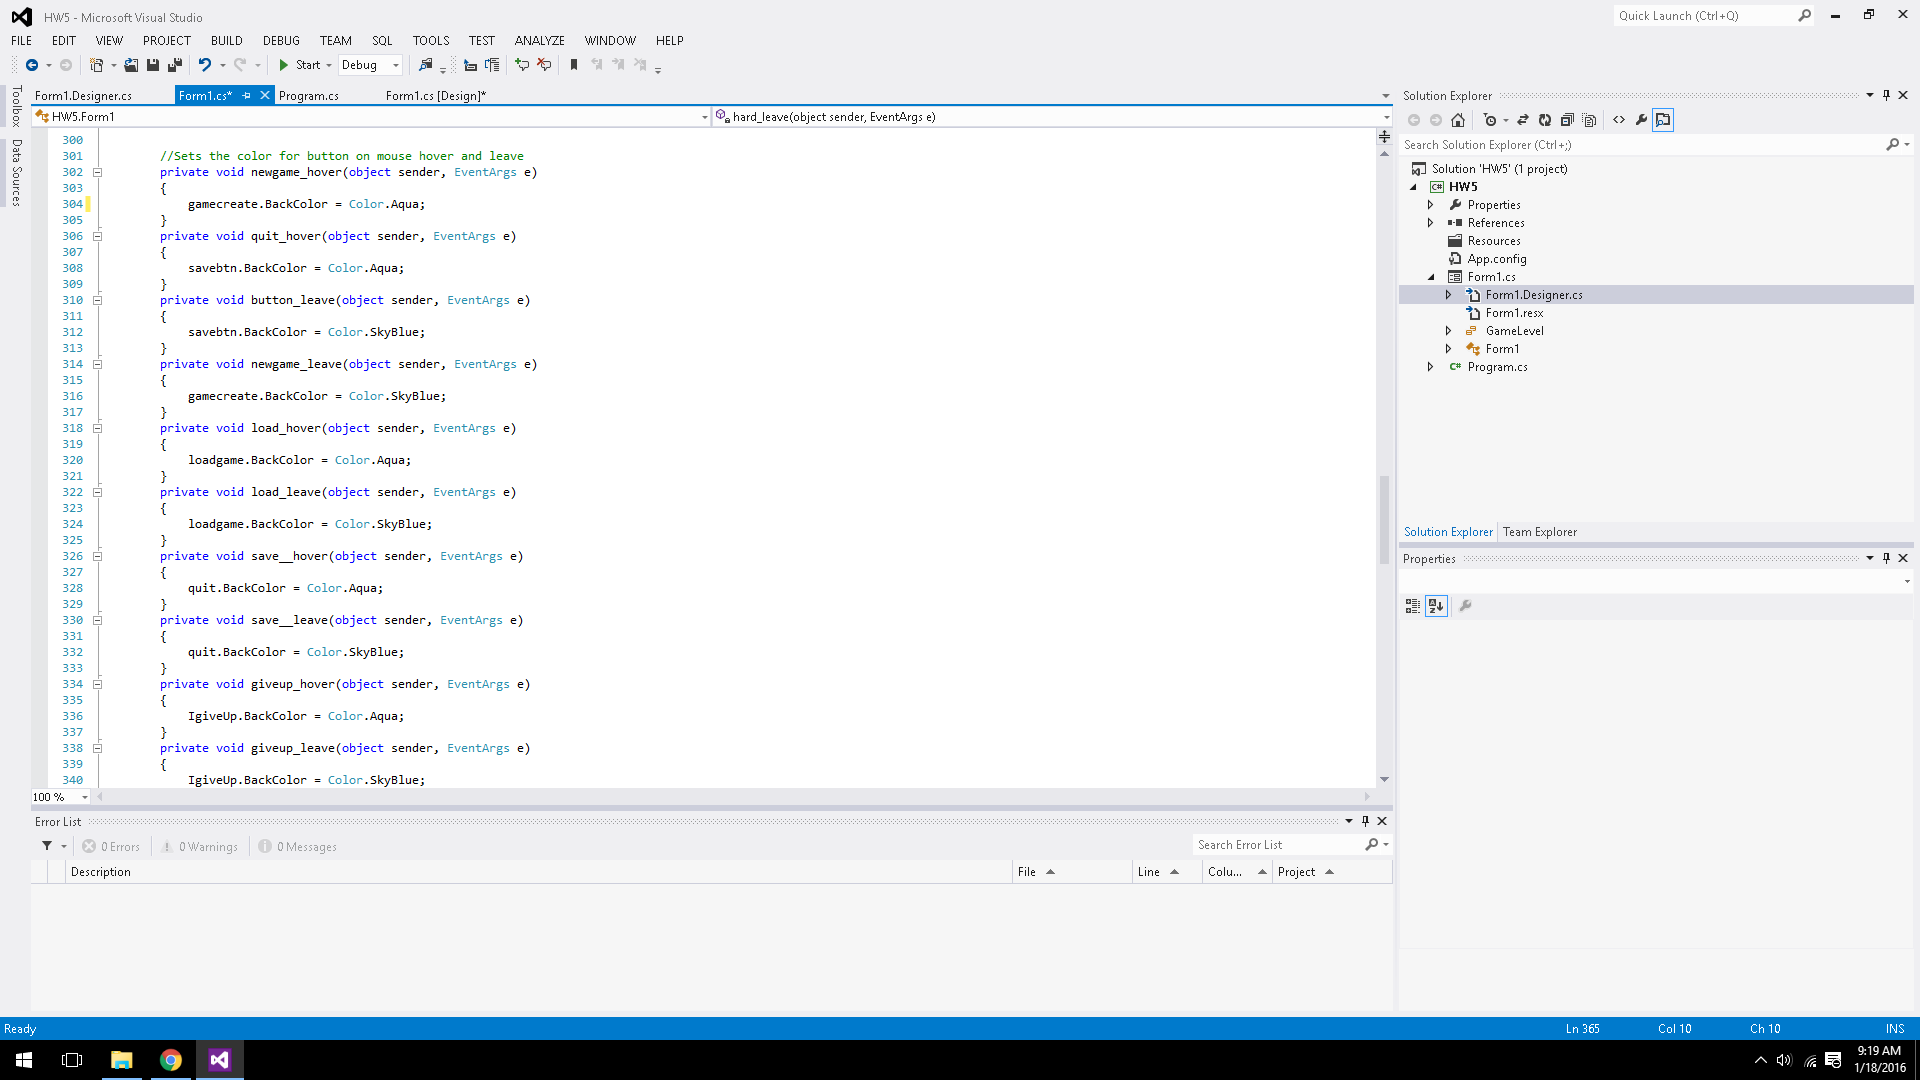 HW5 - Microsoft Visual Studio
Quick Launch (Ctrl+Q)
FILE EDIT VIEW PROJECT BUILD DEBUG TEAM SQL TOOLS TEST ANALYZE WINDOW HELP
Start Debug
Toolbox
Data Sources
Form1.Designer.cs Form1.cs* Program.cs Form1.cs [Design]*
HW5.Form1 hard_leave(object sender, EventArgs e)
300
301 //Sets the color for button on mouse hover and leave
302 private void newgame_hover(object sender, EventArgs e)
303 {
304 gamecreate.BackColor = Color.Aqua;
305 }
306 private void quit_hover(object sender, EventArgs e)
307 {
308 savebtn.BackColor = Color.Aqua;
309 }
310 private void button_leave(object sender, EventArgs e)
311 {
312 savebtn.BackColor = Color.SkyBlue;
313 }
314 private void newgame_leave(object sender, EventArgs e)
315 {
316 gamecreate.BackColor = Color.SkyBlue;
317 }
318 private void load_hover(object sender, EventArgs e)
319 {
320 loadgame.BackColor = Color.Aqua;
321 }
322 private void load_leave(object sender, EventArgs e)
323 {
324 loadgame.BackColor = Color.SkyBlue;
325 }
326 private void save__hover(object sender, EventArgs e)
327 {
328 quit.BackColor = Color.Aqua;
329 }
330 private void save__leave(object sender, EventArgs e)
331 {
332 quit.BackColor = Color.SkyBlue;
333 }
334 private void giveup_hover(object sender, EventArgs e)
335 {
336 IgiveUp.BackColor = Color.Aqua;
337 }
338 private void giveup_leave(object sender, EventArgs e)
339 {
340 IgiveUp.BackColor = Color.SkyBlue;
100 %
Error List
0 Errors 0 Warnings 0 Messages
Search Error List
Description File Line Colu... Project
Solution Explorer
Search Solution Explorer (Ctrl+;)
Solution 'HW5' (1 project)
C# HW5
Properties
References
Resources
App.config
Form1.cs
Form1.Designer.cs
Form1.resx
GameLevel
Form1
C# Program.cs
Solution Explorer Team Explorer
Properties
Ready Ln 365 Col 10 Ch 10 INS
9:19 AM
1/18/2016